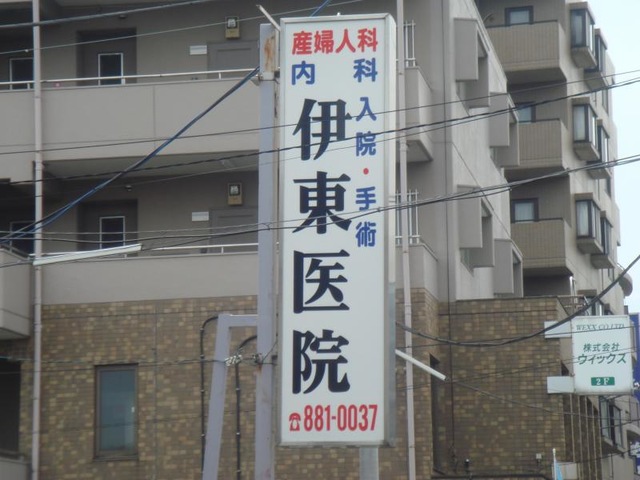 産婦人科
内科
入院・手術
伊東医院
☎881-0037
WEXX CO.LTD
株式会社
ウイックス
2F